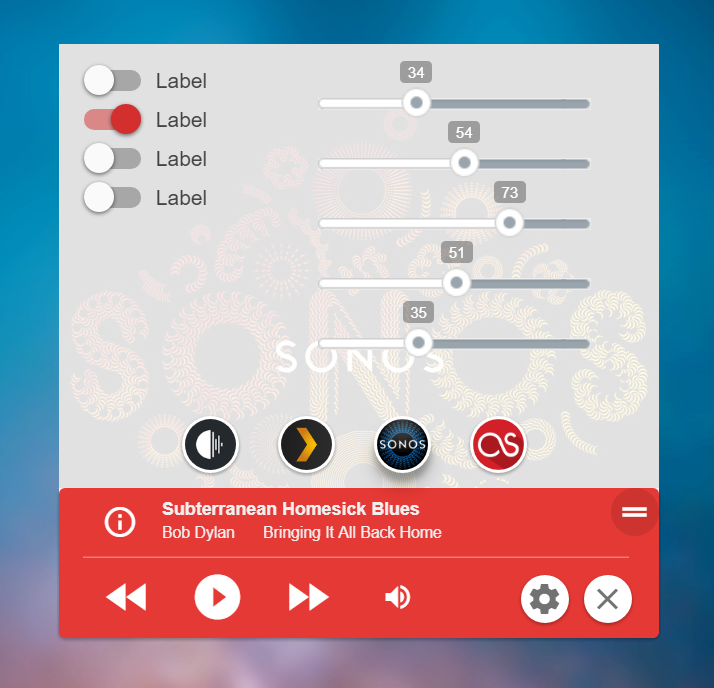 Label
Label
Label
Label
34
54
73
51
35
SONOS
SONOS
SONOS
Subterranean Homesick Blues
Bob Dylan Bringing It All Back Home